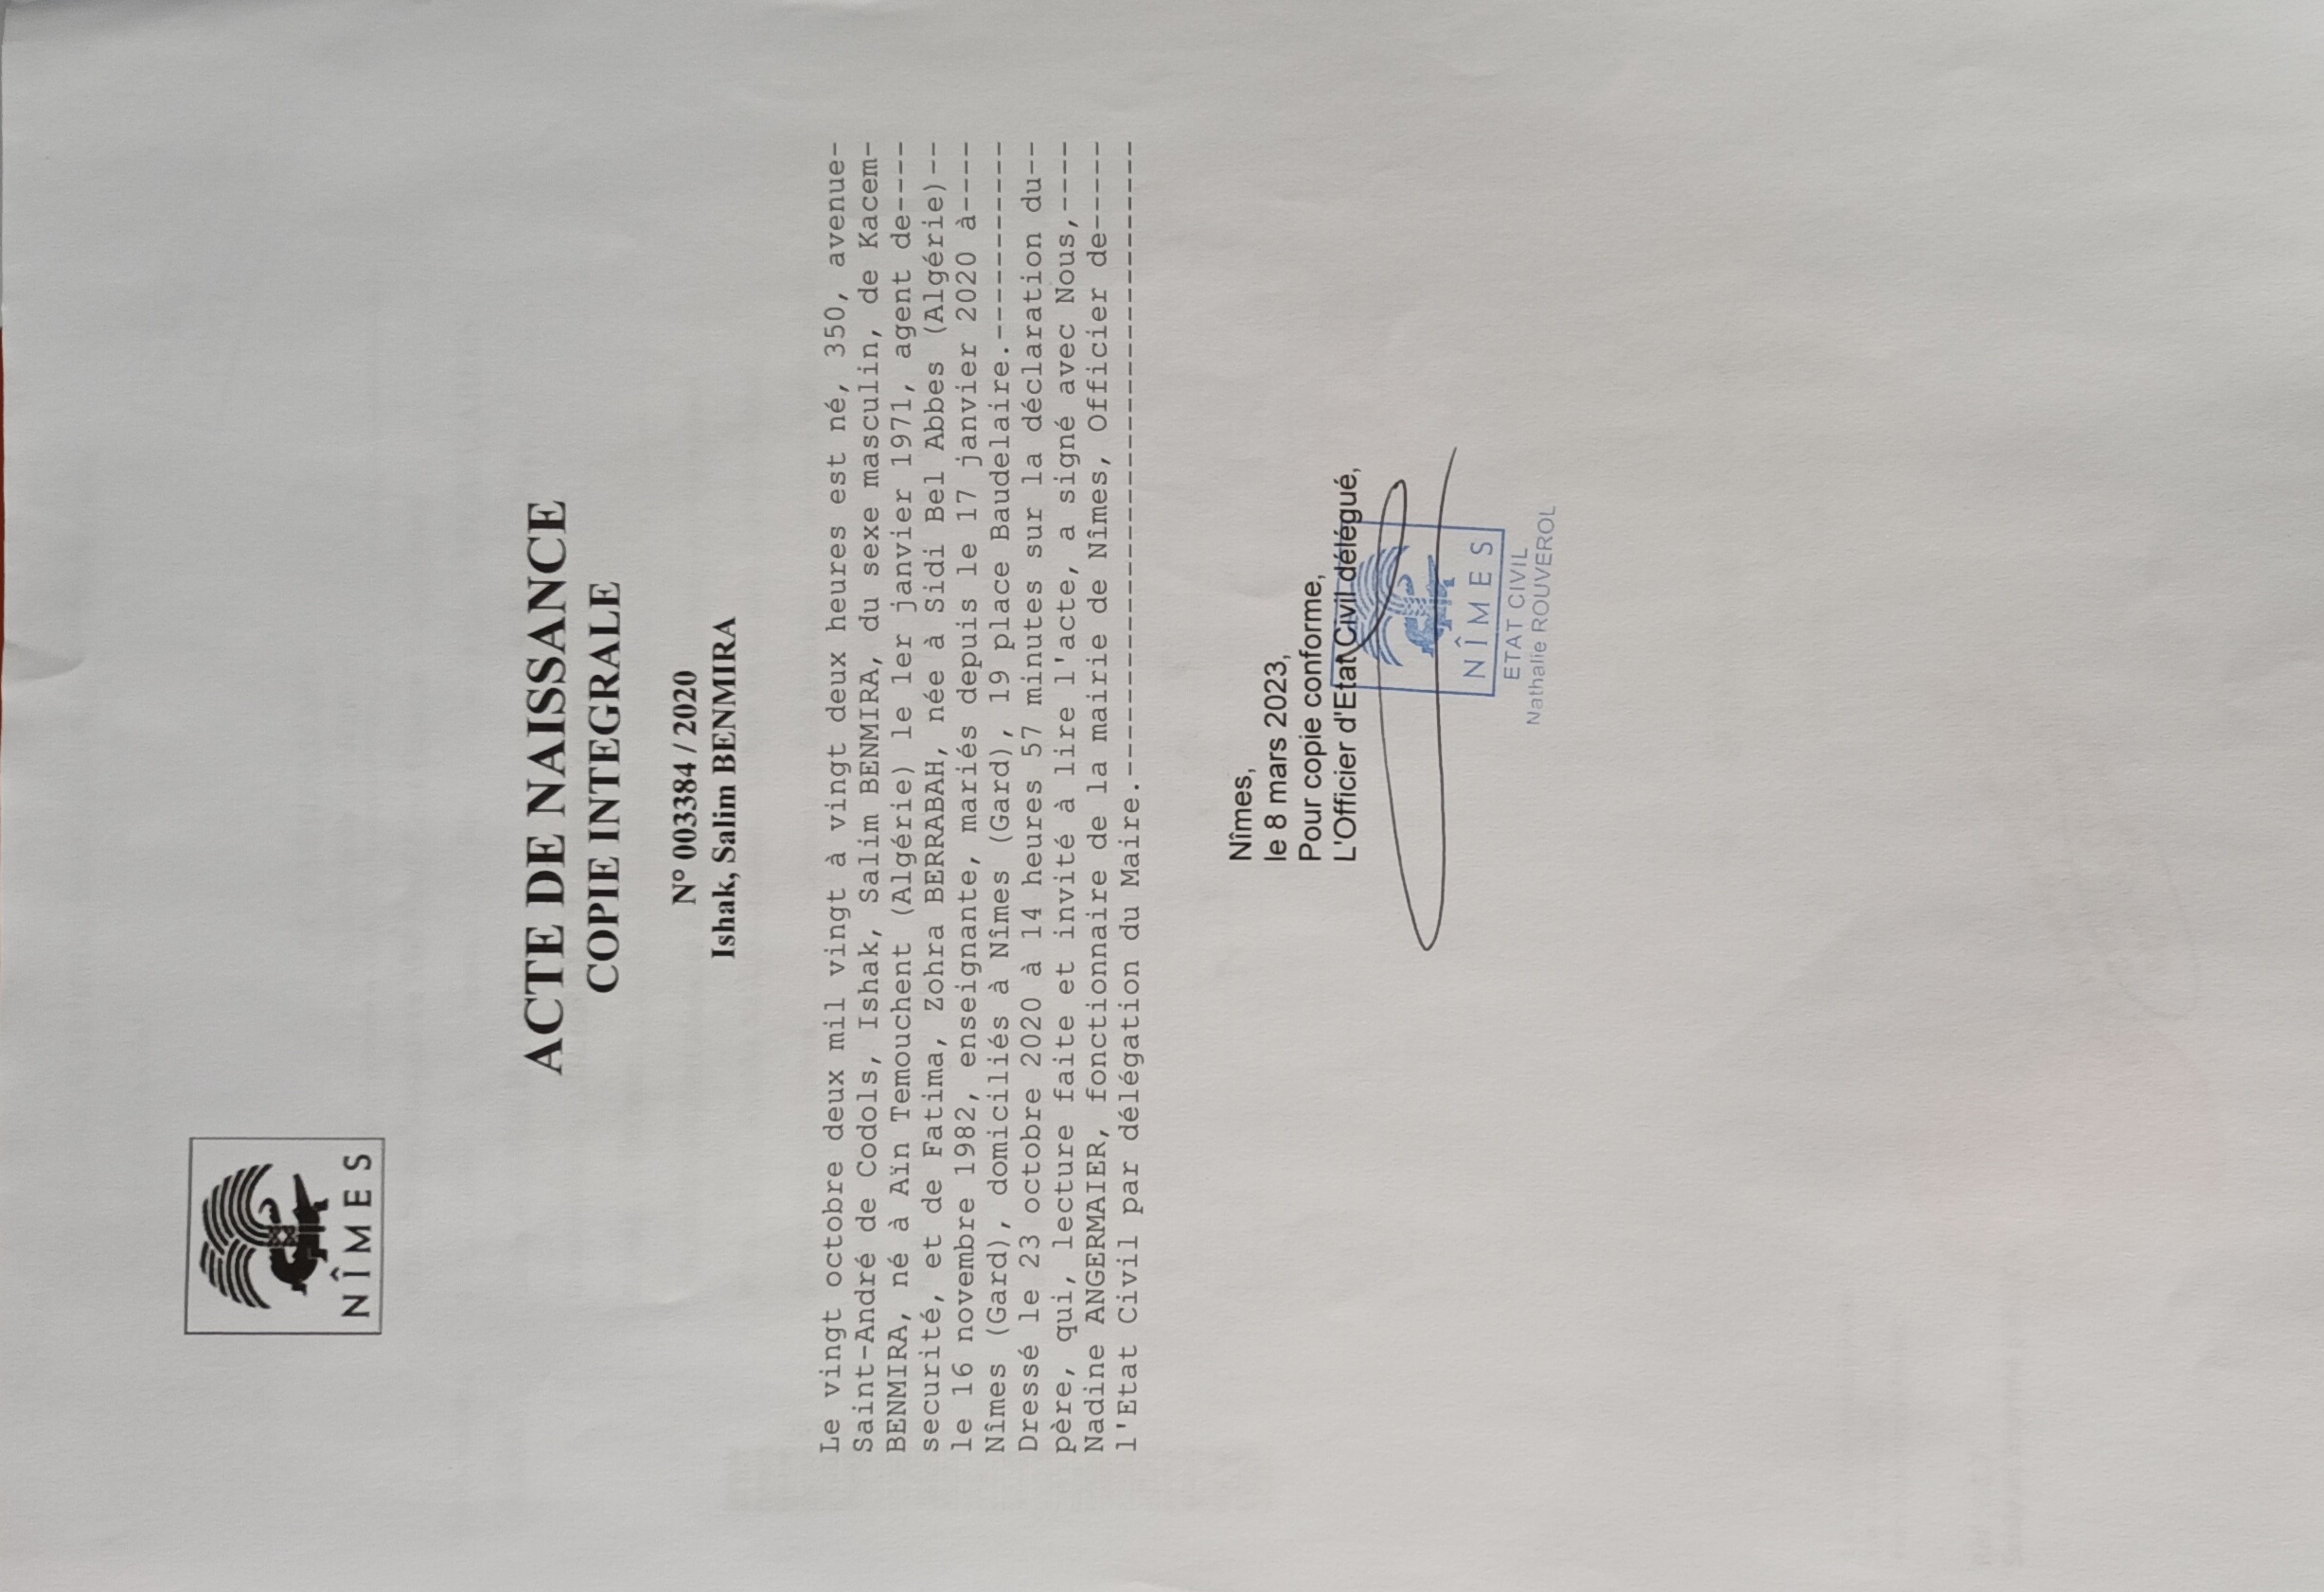 NÎMES
ACTE DE NAISSANCE
COPIE INTEGRALE
N° 003384 / 2020
Ishak, Salim BENMIRA
Le vingt octobre deux mil vingt à vingt deux heures est né, 350, avenue-
Saint-André de Codols, Ishak, Salim BENMIRA, du sexe masculin, de Kacem-
BENMIRA, né à Aïn Temouchent (Algérie) le 1er janvier 1971, agent de-----
securité, et de Fatima, Zohra BERRABAH, née à Sidi Bel Abbes (Algérie)--
le 16 novembre 1982, enseignante, mariés depuis le 17 janvier 2020 à-----
Nîmes (Gard), domiciliés à Nîmes (Gard), 19 place Baudelaire.------------
Dressé le 23 octobre 2020 à 14 heures 57 minutes sur la déclaration du--
père, qui, lecture faite et invité à lire l'acte, a signé avec Nous,-----
Nadine ANGERMAIER, fonctionnaire de la mairie de Nîmes, Officier de------
l'Etat Civil par délégation du Maire.------------------------------------
Nîmes,
le 8 mars 2023,
Pour copie conforme,
L'Officier d'Etat Civil délégué,
NÎMES
ETAT CIVIL
Nathalie ROUVEROL